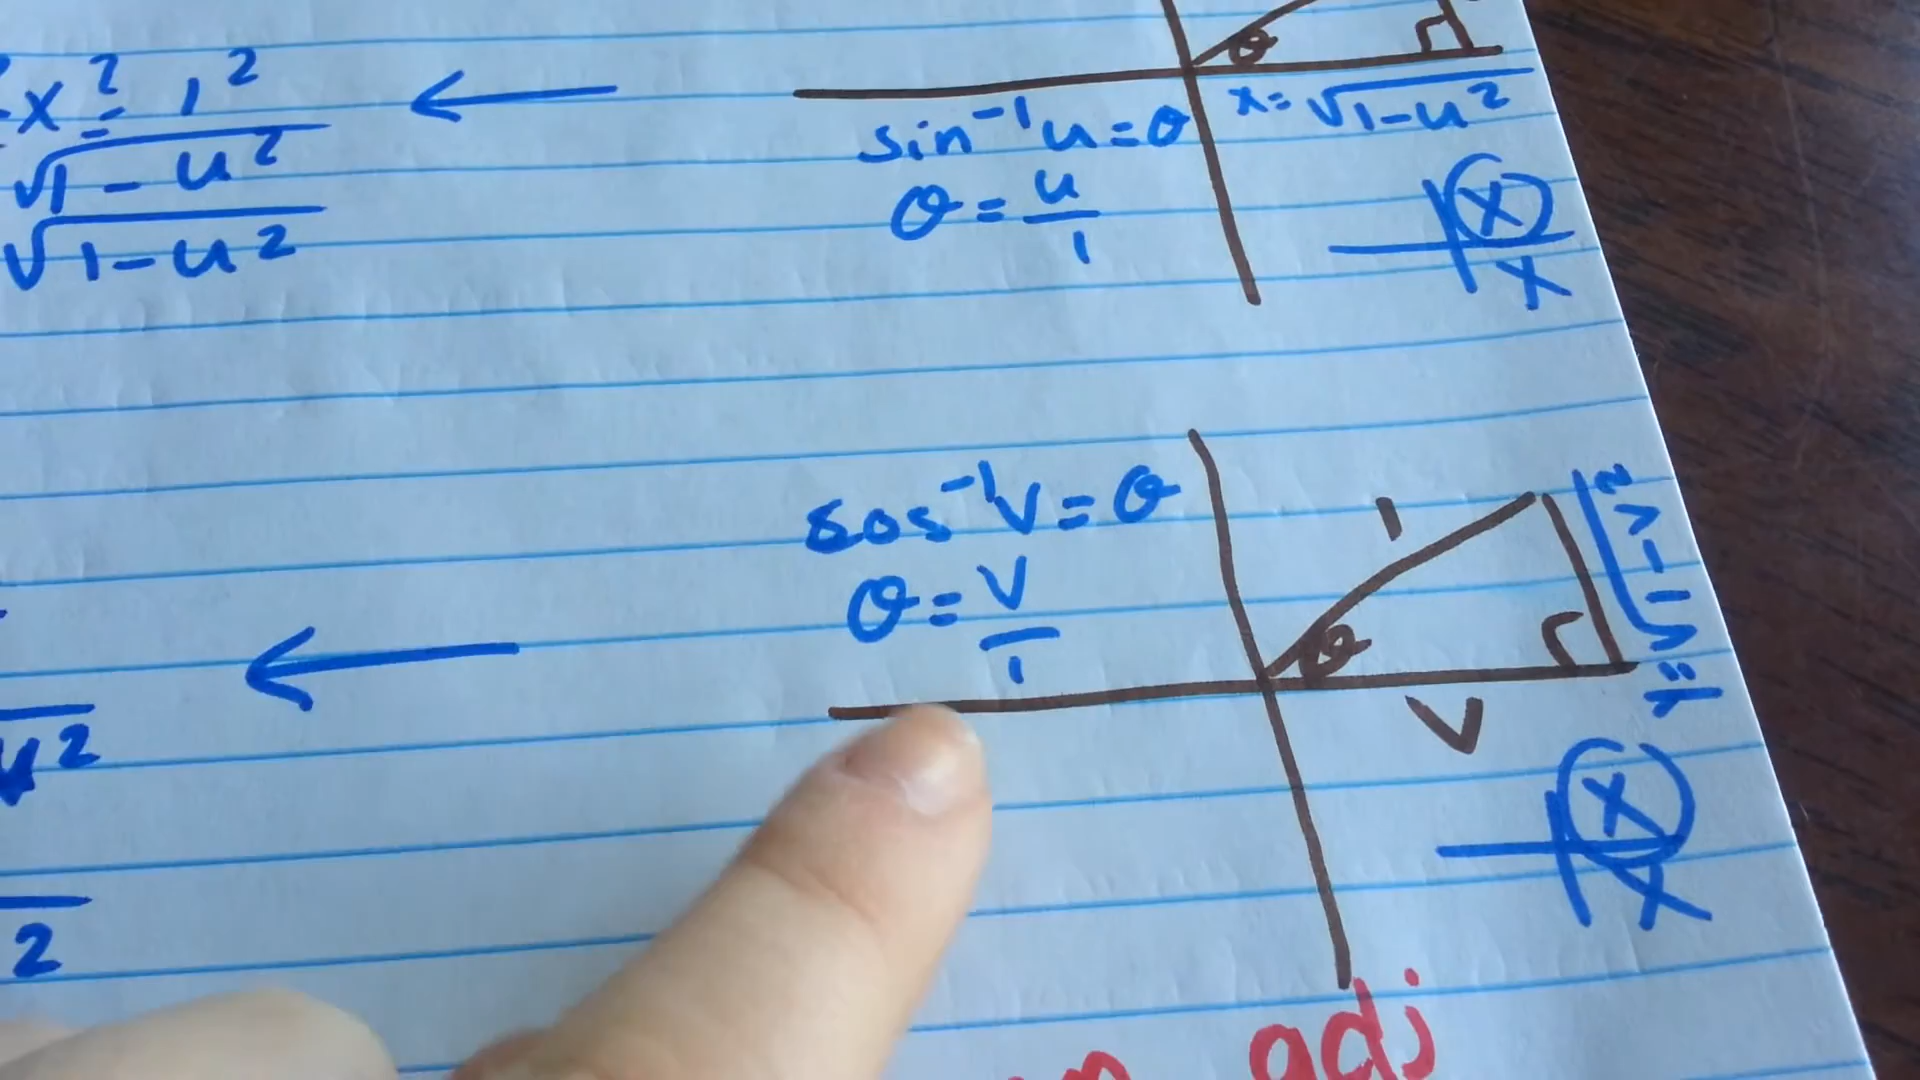 x² = 1²
√1 - u²
√1 - u²
sin⁻¹u = θ
θ = u/1
θ
x = √1-u²
X
X
cos⁻¹V = θ
θ = V/1
1
θ
V
y = √1-V²
X
X
u²
2
adj